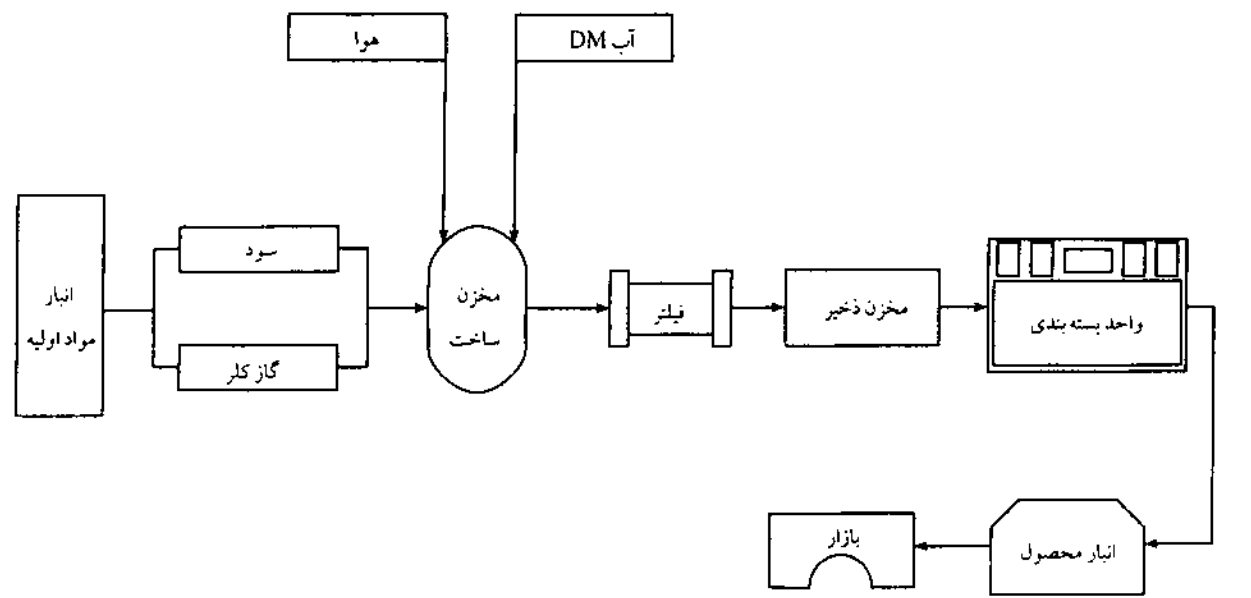 هوا
آب DM
انبار
مواد اولیه
سود
گاز کلر
مخزن
ساخت
فیلتر
مخزن ذخیر
واحد بسته بندی
انبار محصول
بازار